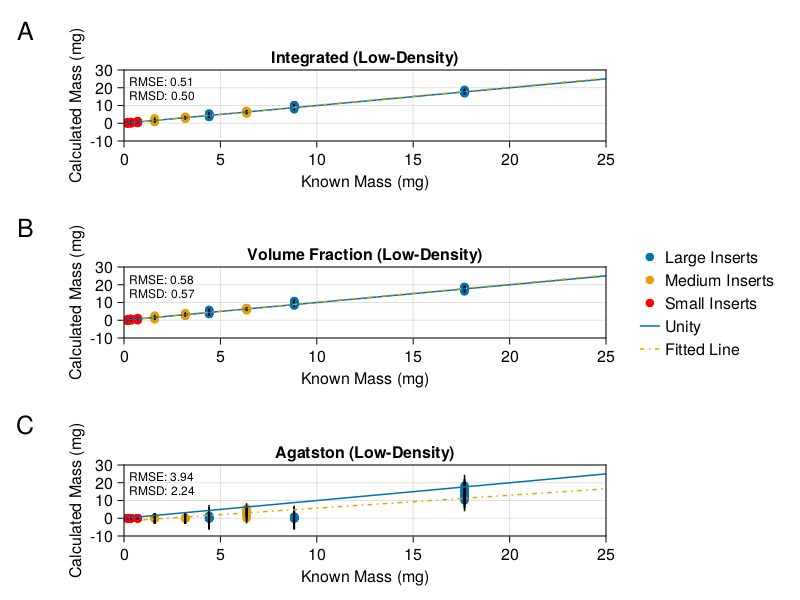 A
Integrated (Low-Density)
Calculated Mass (mg)
30
20
10
0
-10
RMSE: 0.51
RMSD: 0.50
0 5 10 15 20 25
Known Mass (mg)
B
Volume Fraction (Low-Density)
Calculated Mass (mg)
30
20
10
0
-10
RMSE: 0.58
RMSD: 0.57
0 5 10 15 20 25
Known Mass (mg)
Large Inserts
Medium Inserts
Small Inserts
Unity
Fitted Line
C
Agatston (Low-Density)
Calculated Mass (mg)
30
20
10
0
-10
RMSE: 3.94
RMSD: 2.24
0 5 10 15 20 25
Known Mass (mg)